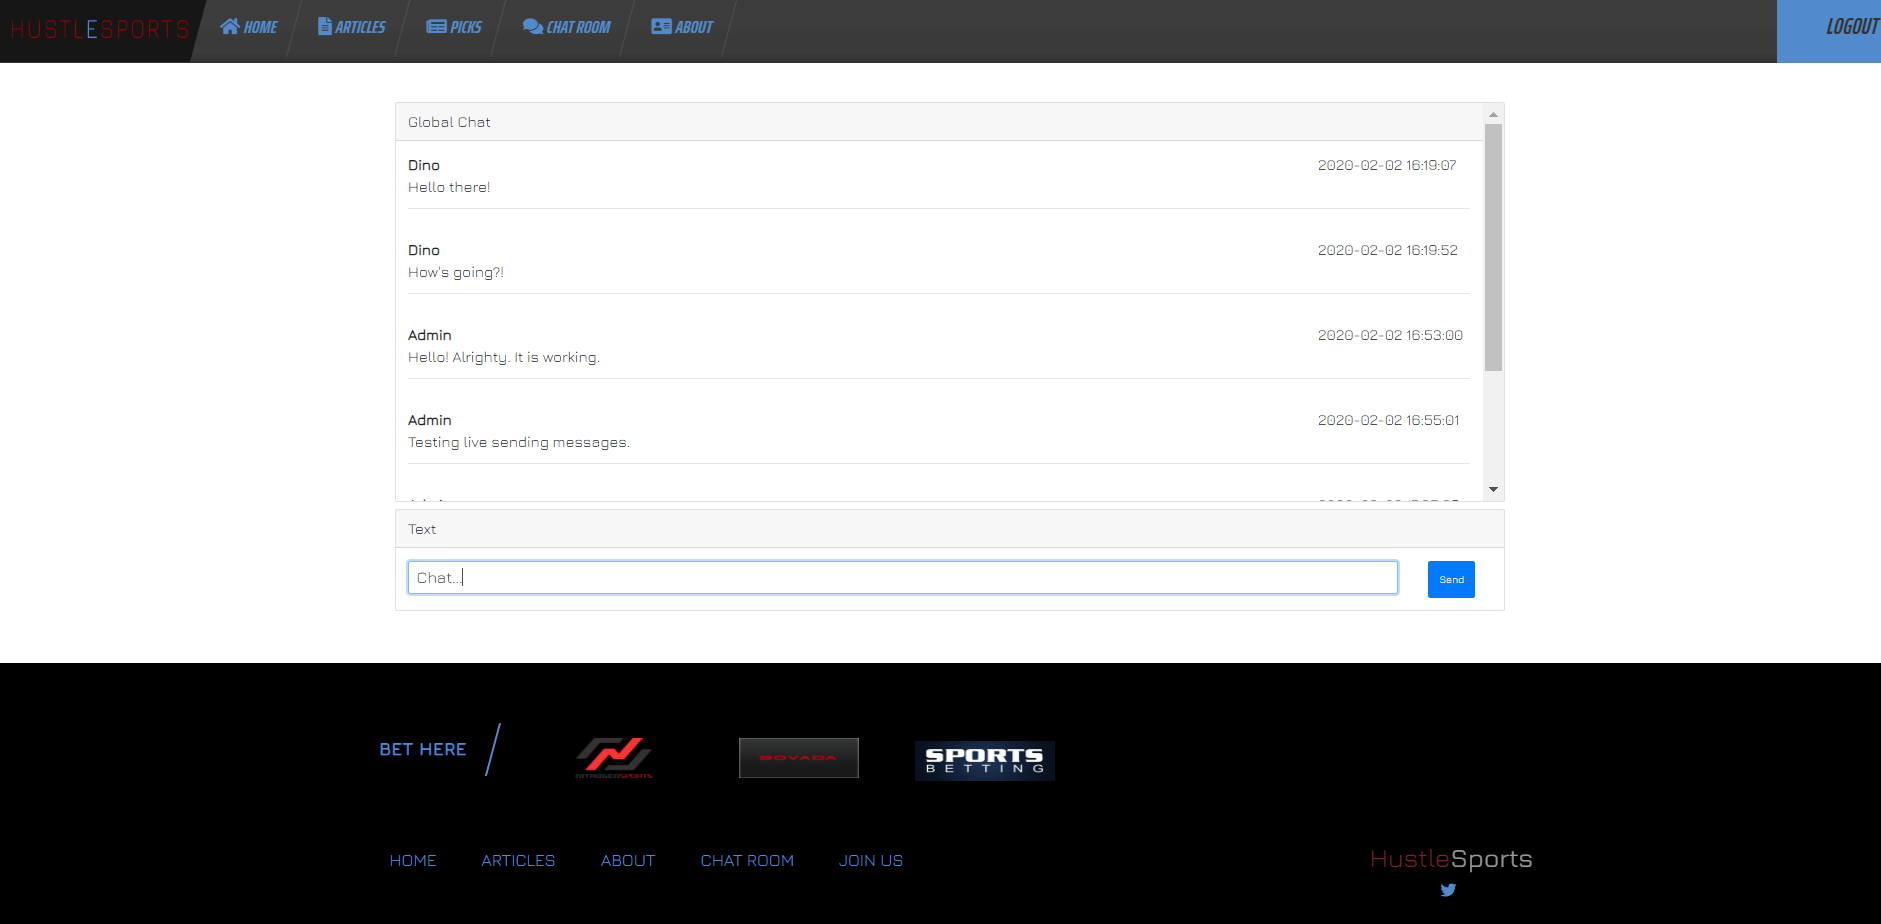 HUSTLESPORTS HOME ARTICLES PICKS CHAT ROOM ABOUT LOGOUT
Global Chat
Dino 2020-02-02 16:19:07
Hello there!
Dino 2020-02-02 16:19:52
How's going?!
Admin 2020-02-02 16:53:00
Hello! Alrighty. It is working.
Admin 2020-02-02 16:55:01
Testing live sending messages.
Text
Chat...
Send
BET HERE
NITROGENSPORTS
BOVADA
SPORTS
BETTING
HOME ARTICLES ABOUT CHAT ROOM JOIN US
HustleSports